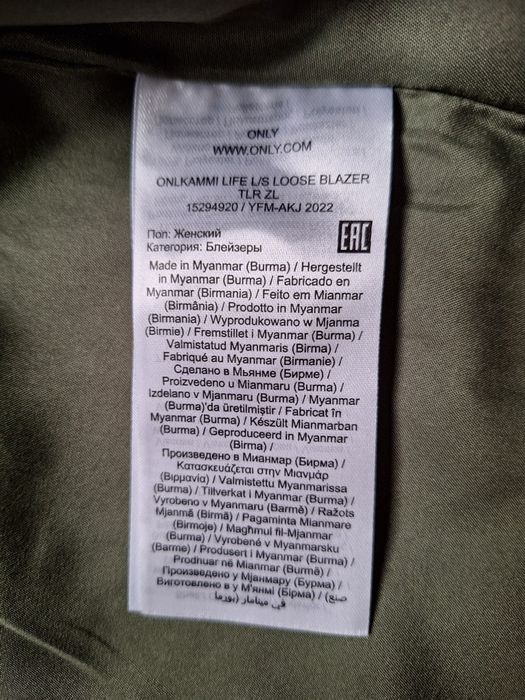 ONLY
WWW.ONLY.COM
ONLKAMMI LIFE L/S LOOSE BLAZER
TLR ZL
15294920 / YFM-AKJ 2022
Пол: Женский
Категория: Блейзеры
EAC
Made in Myanmar (Burma) / Hergestellt
in Myanmar (Burma) / Fabricado en
Myanmar (Birmania) / Feito em Mianmar
(Birmânia) / Prodotto in Myanmar
(Birmania) / Wyprodukowano w Mjanma
(Birmie) / Fremstillet i Myanmar (Burma) /
Valmistatud Myanmaris (Birma) /
Fabriqué au Myanmar (Birmanie) /
Сделано в Мьянме (Бирме) /
Proizvedeno u Mianmaru (Burma) /
Izdelano v Mjanmaru (Burma) / Myanmar
(Burma)'da üretilmiştir / Fabricat în
Myanmar (Burma) / Készült Mianmarban
(Burma) / Geproduceerd in Myanmar
(Birma) /
Произведено в Мианмар (Бирма) /
Κατασκευάζεται στην Μιανμάρ
(Βιρμανία) / Valmistettu Myanmarissa
(Burma) / Tillverkat i Myanmar (Burma) /
Vyrobeno v Myanmaru (Barmě) / Ražots
Mjanmā (Birmā) / Pagaminta Mianmare
(Birmoje) / Magħmul fil-Mjanmar
(Burma) / Vyrobené v Myanmarsku
(Barme) / Produsert i Myanmar (Burma) /
Prodhuar në Mianmar (Burmë) /
Произведено у Мјанмару (Бурма) /
Виготовлено в у М'янмі (Бірма) / صنع)
في ميانمار (بورما